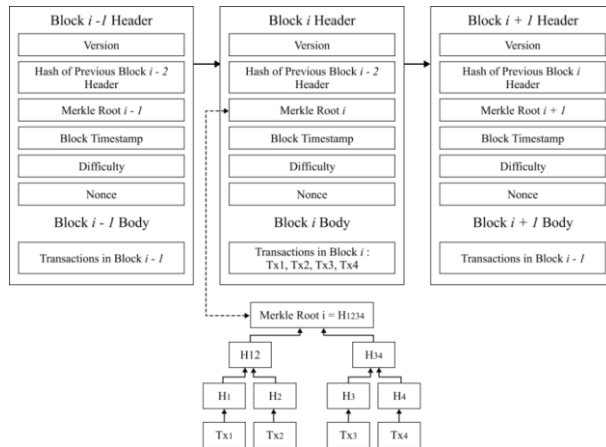 Block i -1 Header
Version
Hash of Previous Block i - 2
Header
Merkle Root i - 1
Block Timestamp
Difficulty
Nonce
Block i - 1 Body
Transactions in Block i - 1
Block i Header
Version
Hash of Previous Block i - 2
Header
Merkle Root i
Block Timestamp
Difficulty
Nonce
Block i Body
Transactions in Block i :
Tx1, Tx2, Tx3, Tx4
Block i + 1 Header
Version
Hash of Previous Block i
Header
Merkle Root i + 1
Block Timestamp
Difficulty
Nonce
Block i + 1 Body
Transactions in Block i - 1
Merkle Root i = H1234
H12
H34
H1
H2
H3
H4
Tx1
Tx2
Tx3
Tx4